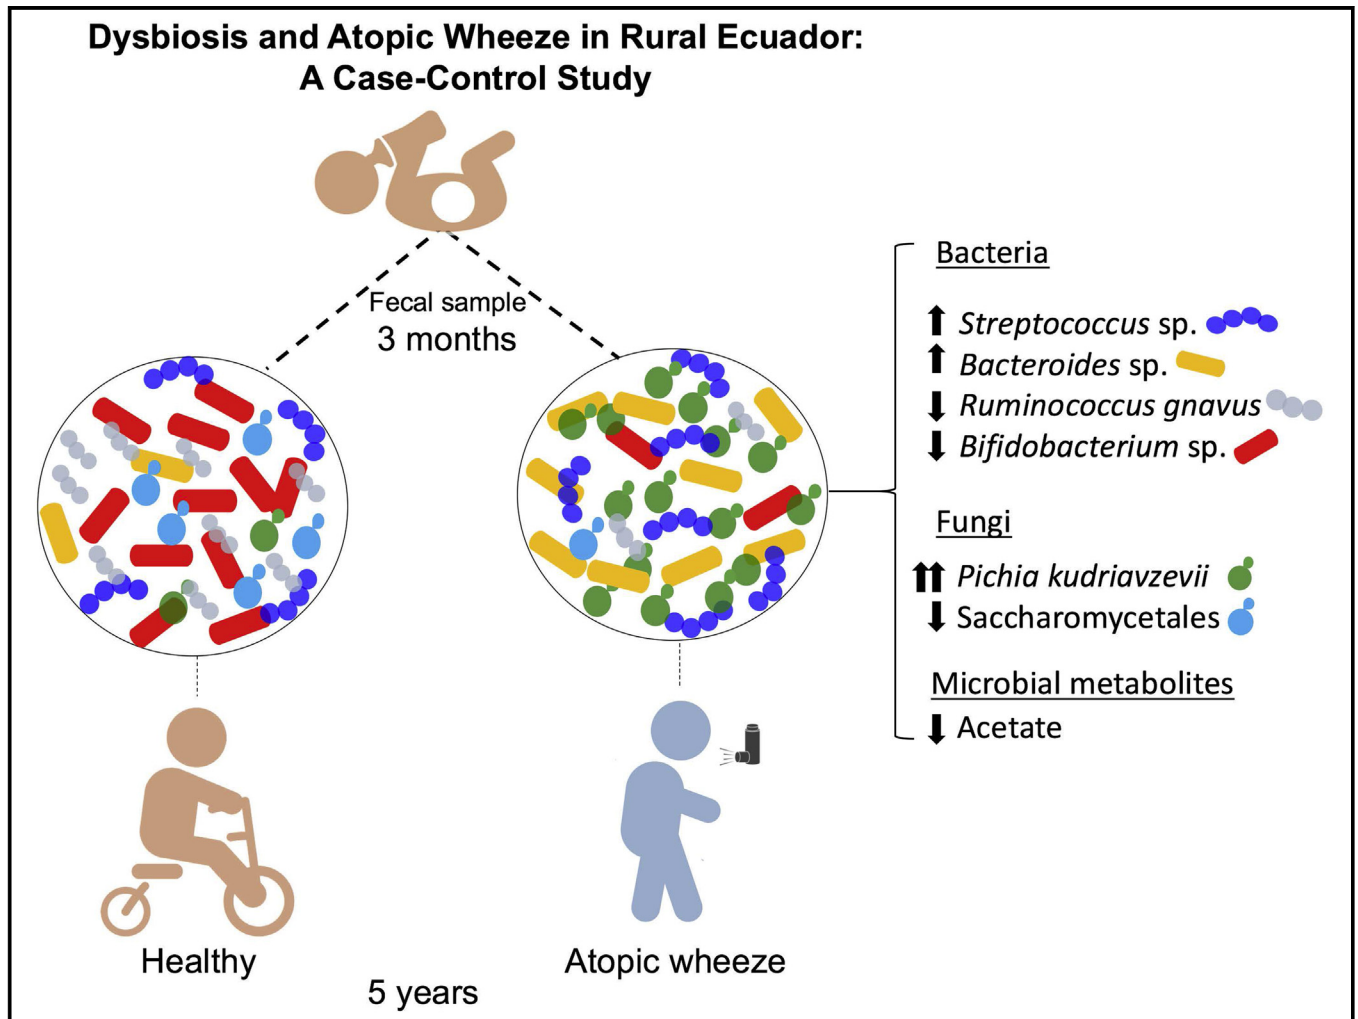 Dysbiosis and Atopic Wheeze in Rural Ecuador:
A Case-Control Study
Fecal sample
3 months
Bacteria
⬆ Streptococcus sp.
⬆ Bacteroides sp.
⬇ Ruminococcus gnavus
⬇ Bifidobacterium sp.
Fungi
⬆⬆ Pichia kudriavzevii
⬇ Saccharomycetales
Microbial metabolites
⬇ Acetate
Healthy
Atopic wheeze
5 years